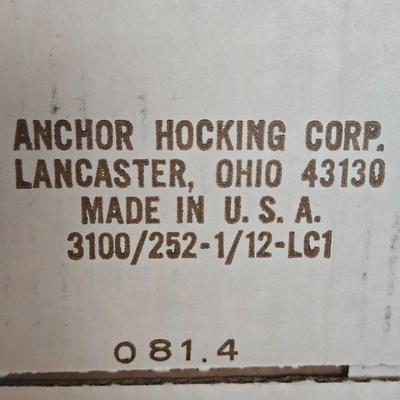 ANCHOR HOCKING CORP.
LANCASTER, OHIO 43130
MADE IN U. S. A.
3100/252-1/12-LC1
081.4